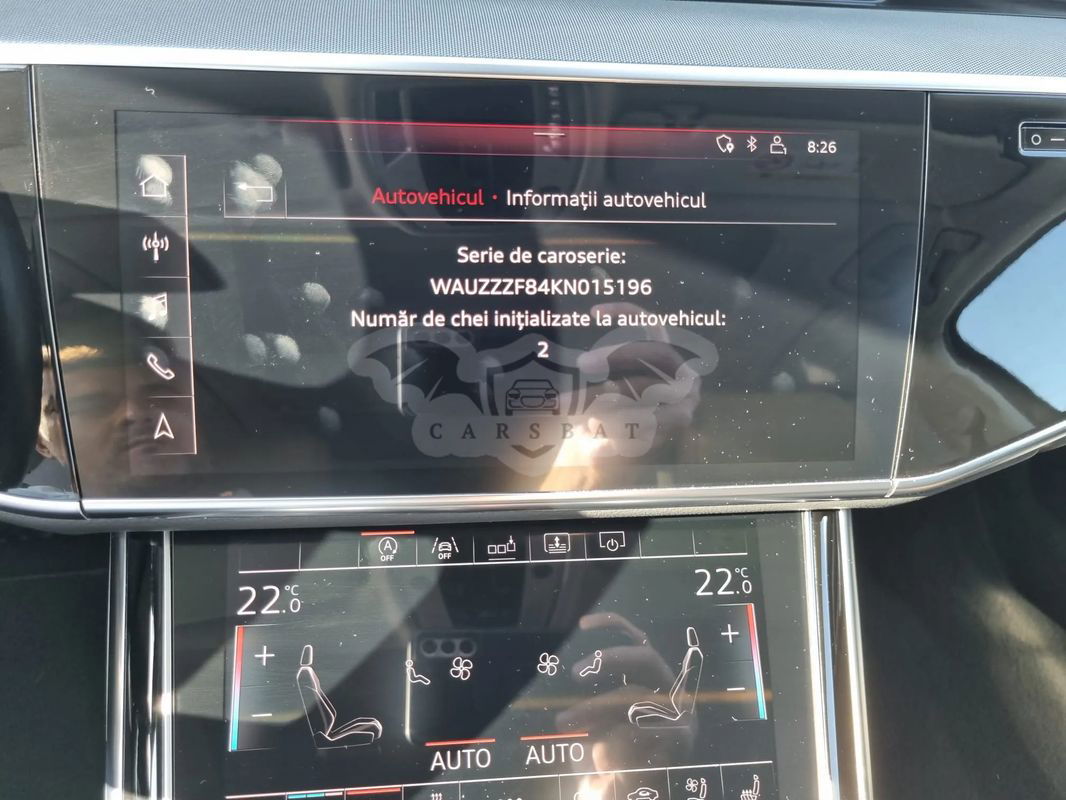 8:26
Autovehicul • Informații autovehicul
Serie de caroserie:
WAUZZZF84KN015196
Număr de chei inițializate la autovehicul:
2
CARSBAT
A OFF
OFF
22.0 °C
22.0 °C
AUTO
AUTO